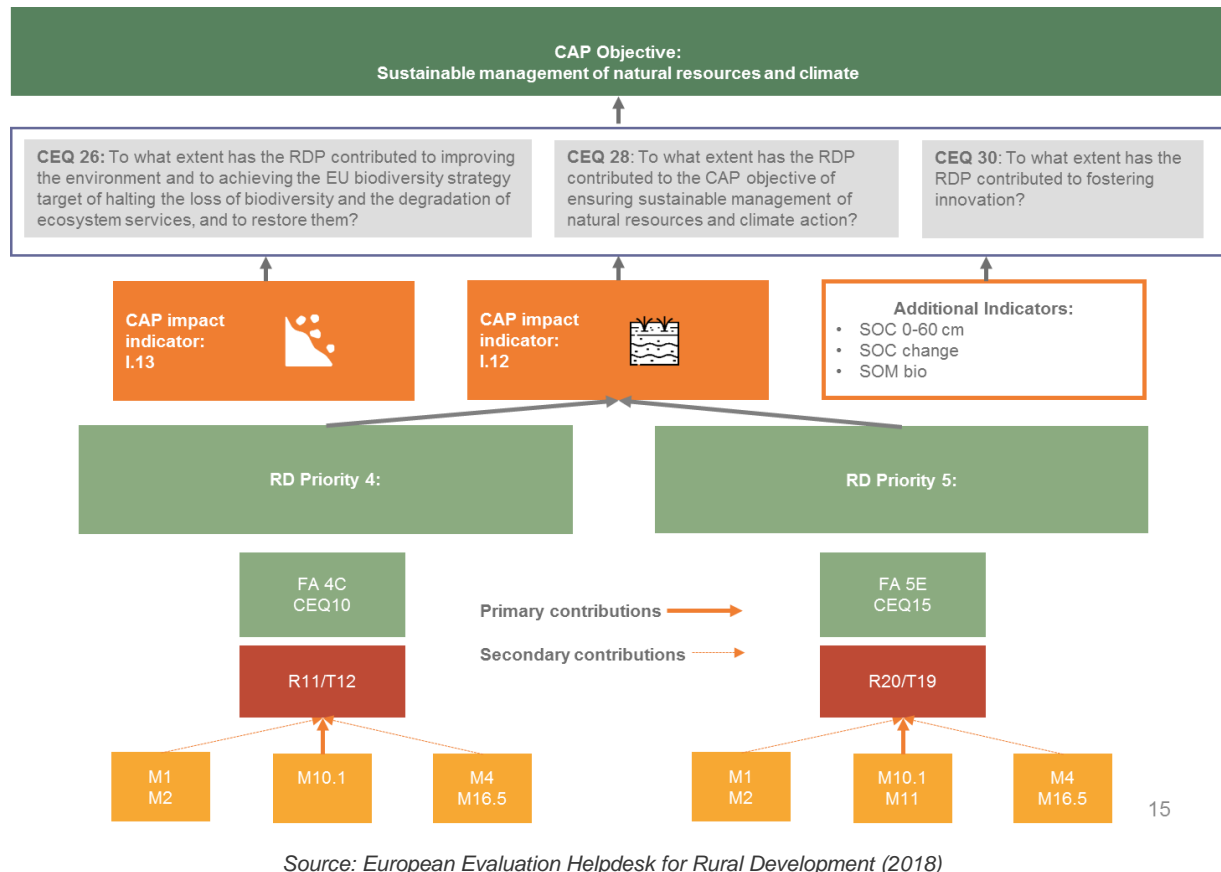 CAP Objective:
Sustainable management of natural resources and climate
CEQ 26: To what extent has the RDP contributed to improving
the environment and to achieving the EU biodiversity strategy
target of halting the loss of biodiversity and the degradation of
ecosystem services, and to restore them?
CEQ 28: To what extent has the RDP
contributed to the CAP objective of
ensuring sustainable management of
natural resources and climate action?
CEQ 30: To what extent has the
RDP contributed to fostering
innovation?
CAP impact
indicator:
I.13
CAP impact
indicator:
I.12
Additional Indicators:
• SOC 0-60 cm
• SOC change
• SOM bio
RD Priority 4:
RD Priority 5:
FA 4C
CEQ10
Primary contributions
Secondary contributions
FA 5E
CEQ15
R11/T12
R20/T19
M1
M2
M10.1
M4
M16.5
M1
M2
M10.1
M11
M4
M16.5
15
Source: European Evaluation Helpdesk for Rural Development (2018)